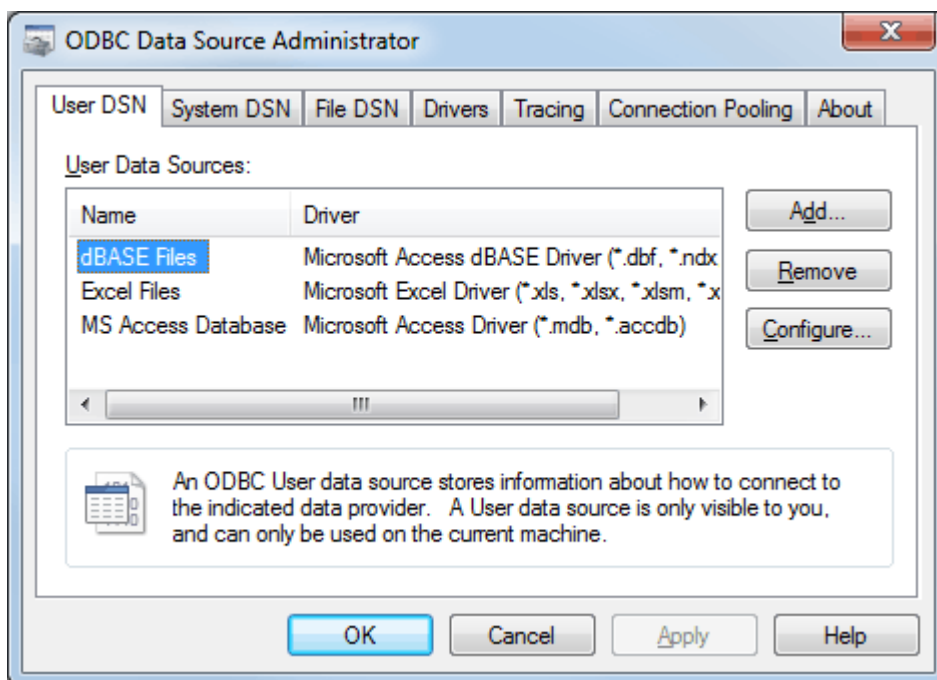 ODBC Data Source Administrator
User DSN System DSN File DSN Drivers Tracing Connection Pooling About
User Data Sources:
Name Driver Add...
dBASE Files Microsoft Access dBASE Driver (*.dbf, *.ndx
Remove
Excel Files Microsoft Excel Driver (*.xls, *.xlsx, *.xlsm, *.x
MS Access Database Microsoft Access Driver (*.mdb, *.accdb)
Configure...
An ODBC User data source stores information about how to connect to
the indicated data provider. A User data source is only visible to you,
and can only be used on the current machine.
OK Cancel Apply Help